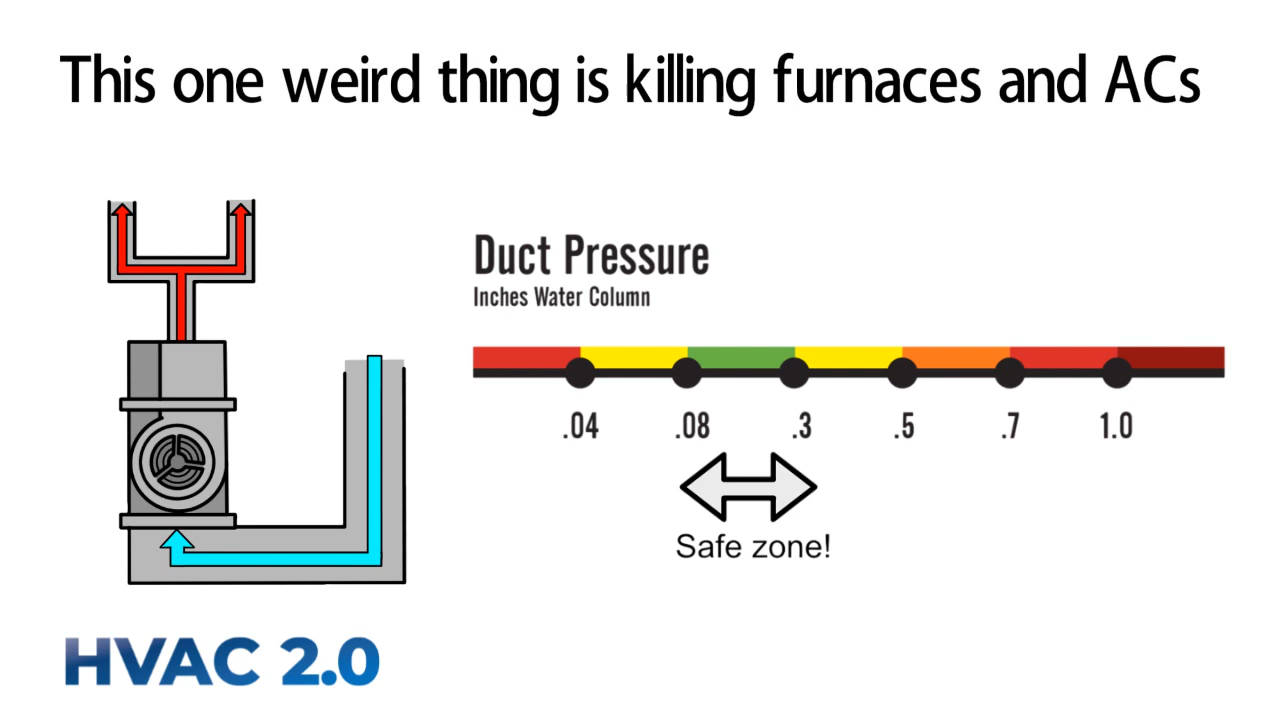 This one weird thing is killing furnaces and ACs
Duct Pressure
Inches Water Column
.04 .08 .3 .5 .7 1.0
Safe zone!
HVAC 2.0